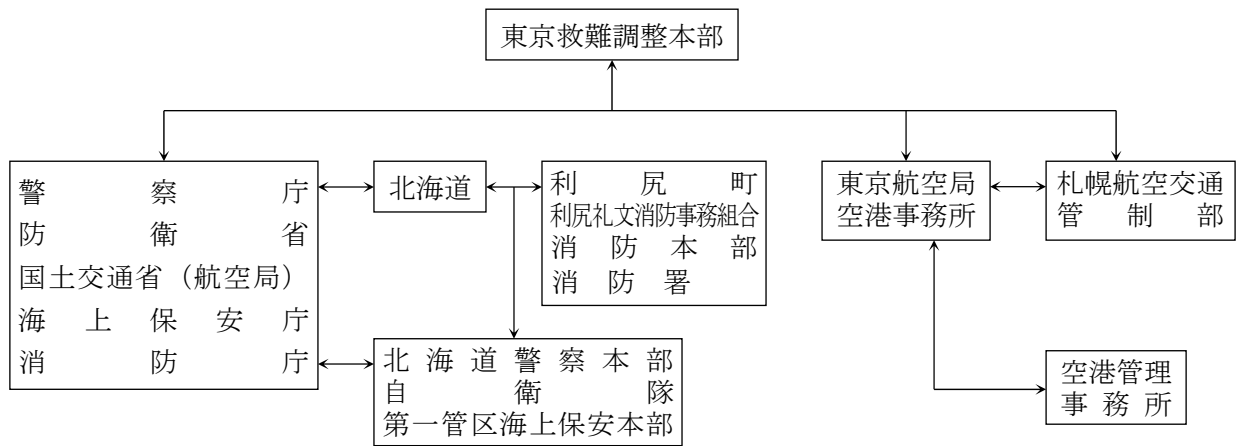 東京救難調整本部
警察庁
防衛省
国土交通省（航空局）
海上保安庁
消防庁
北海道
利尻町
利尻礼文消防事務組合
消防本部
消防署
東京航空局
空港事務所
札幌航空交通
管制部
北海道警察本部
自衛隊
第一管区海上保安本部
空港管理
事務所